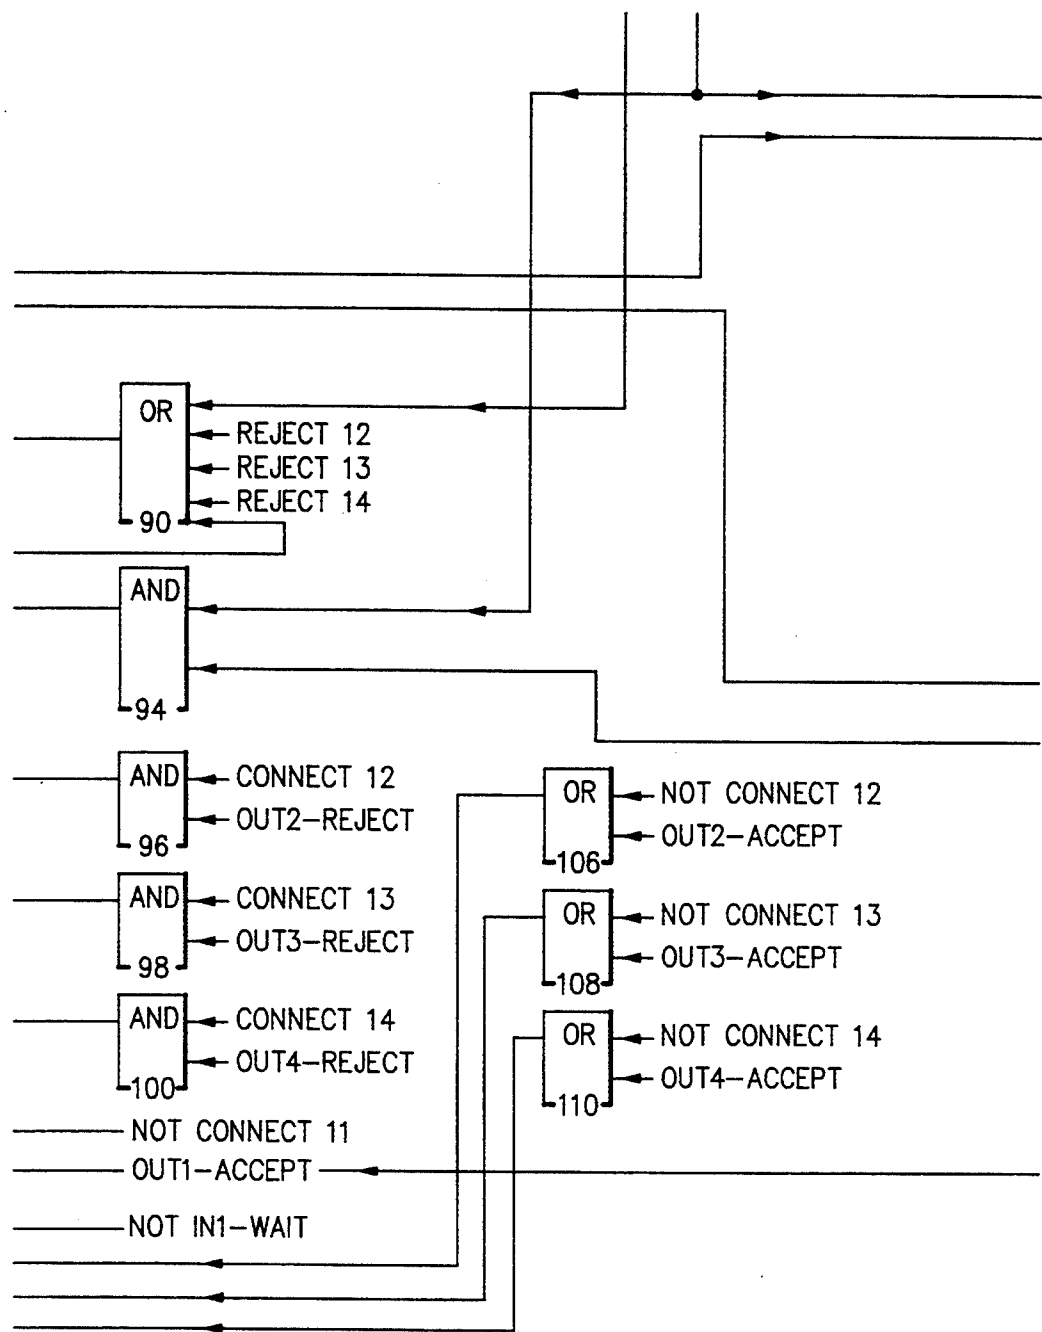 OR
REJECT 12
REJECT 13
REJECT 14
90
AND
94
AND
CONNECT 12
OUT2-REJECT
96
OR
NOT CONNECT 12
OUT2-ACCEPT
106
AND
CONNECT 13
OUT3-REJECT
98
OR
NOT CONNECT 13
OUT3-ACCEPT
108
AND
CONNECT 14
OUT4-REJECT
100
OR
NOT CONNECT 14
OUT4-ACCEPT
110
NOT CONNECT 11
OUT1-ACCEPT
NOT IN1-WAIT